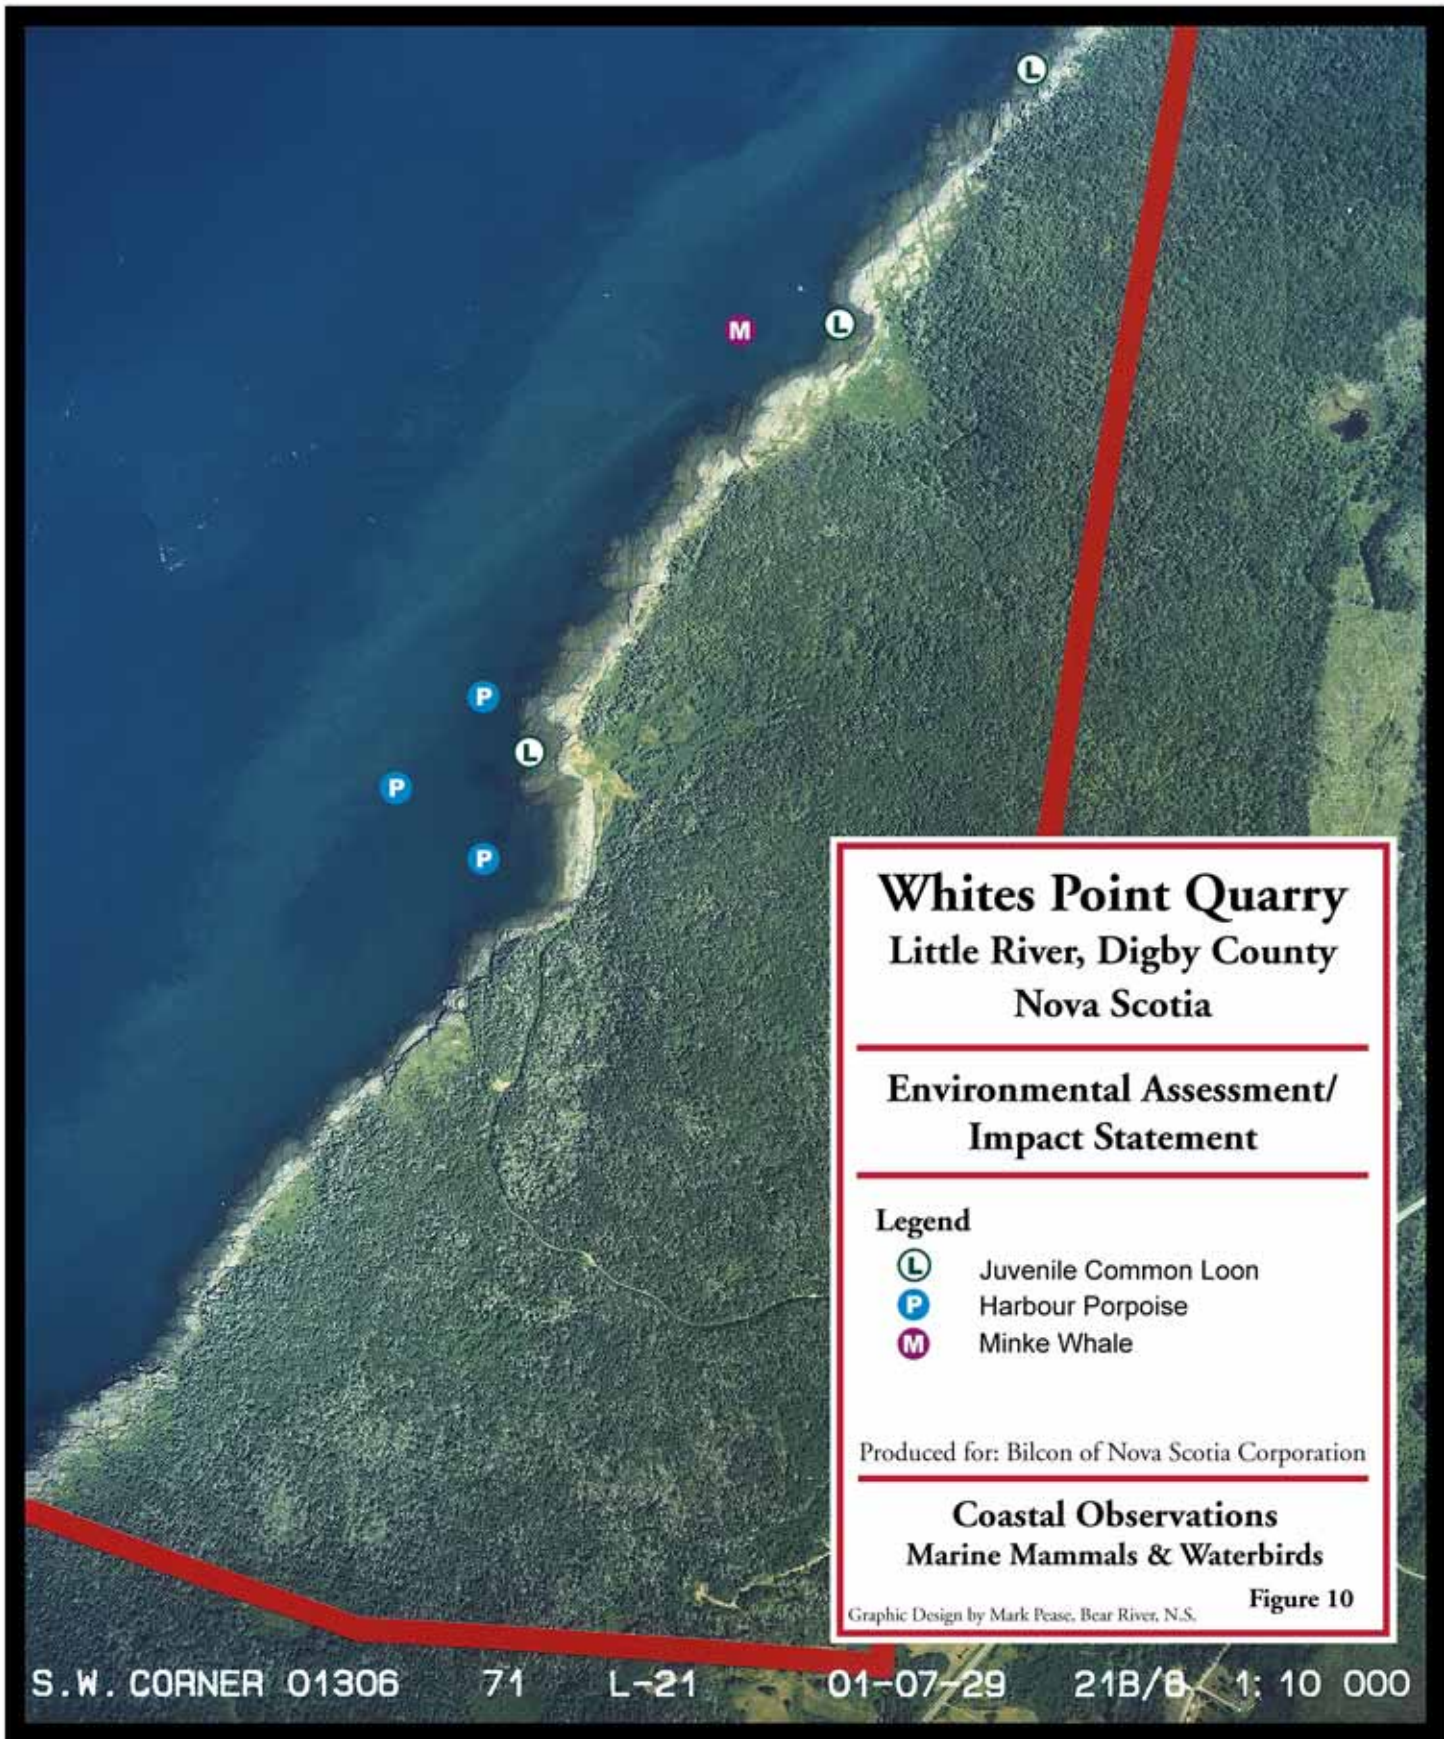 L
M
L
P
L
P
P
Whites Point Quarry
Little River, Digby County
Nova Scotia
Environmental Assessment/
Impact Statement
Legend
L Juvenile Common Loon
P Harbour Porpoise
M Minke Whale
Produced for: Bilcon of Nova Scotia Corporation
Coastal Observations
Marine Mammals & Waterbirds
Figure 10
Graphic Design by Mark Pease, Bear River, N.S.
S.W. CORNER 01306 71 L-21 01-07-29 21B/8 1:10 000